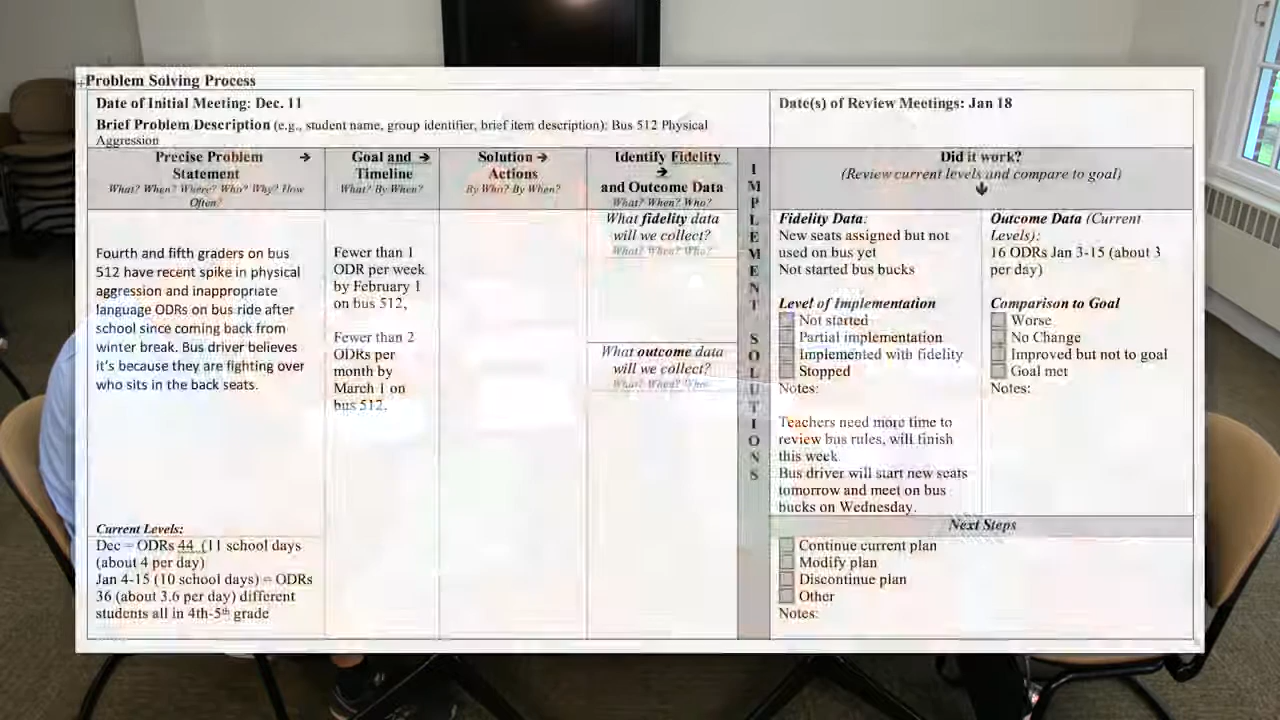 Problem Solving Process
Date of Initial Meeting: Dec. 11
Brief Problem Description (e.g., student name, group identifier, brief item description): Bus 512 Physical
Aggression
Date(s) of Review Meetings: Jan 18
Precise Problem →
Statement
What? When? Where? Who? Why? How
Often?
Goal and →
Timeline
What? By When?
Solution →
Actions
By Who? By When?
Identify Fidelity
→
and Outcome Data
What? When? Who?
IMPLEMENT SOLUTIONS
Did it work?
(Review current levels and compare to goal)
Fourth and fifth graders on bus
512 have recent spike in physical
aggression and inappropriate
language ODRs on bus ride after
school since coming back from
winter break. Bus driver believes
it's because they are fighting over
who sits in the back seats.
Current Levels:
Dec = ODRs 44 (11 school days
(about 4 per day)
Jan 4-15 (10 school days) = ODRs
36 (about 3.6 per day) different
students all in 4th-5th grade
Fewer than 1
ODR per week
by February 1
on bus 512,
Fewer than 2
ODRs per
month by
March 1 on
bus 512.
What fidelity data
will we collect?
What? When? Who?
What outcome data
will we collect?
What? When? Who?
Fidelity Data:
New seats assigned but not
used on bus yet
Not started bus bucks
Level of Implementation
Not started
Partial implementation
Implemented with fidelity
Stopped
Notes:
Teachers need more time to
review bus rules, will finish
this week.
Bus driver will start new seats
tomorrow and meet on bus
bucks on Wednesday.
Outcome Data (Current
Levels):
16 ODRs Jan 3-15 (about 3
per day)
Comparison to Goal
Worse
No Change
Improved but not to goal
Goal met
Notes:
Next Steps
Continue current plan
Modify plan
Discontinue plan
Other
Notes: